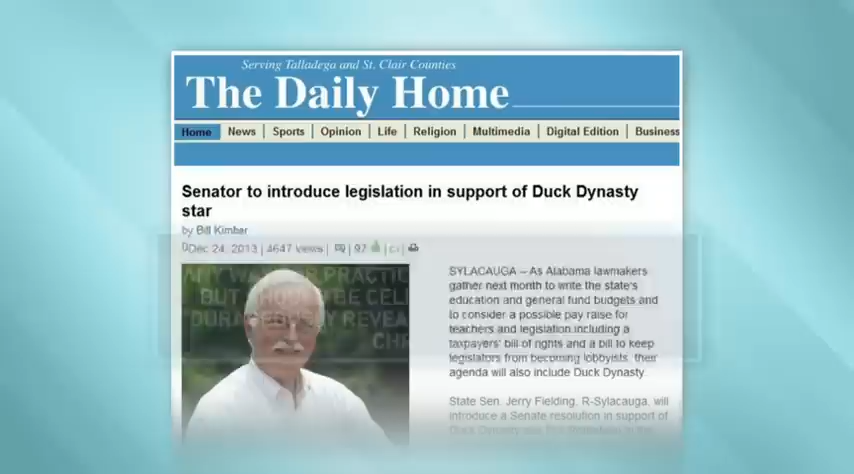 Serving Talladega and St. Clair Counties
The Daily Home
Home News Sports Opinion Life Religion Multimedia Digital Edition Business
Senator to introduce legislation in support of Duck Dynasty
star
by Bill Kimber
Dec 24, 2013 | 4647 views | | 97 | |
SYLACAUGA – As Alabama lawmakers
gather next month to write the state's
education and general fund budgets and
to consider a possible pay raise for
teachers and legislation including a
taxpayers' bill of rights and a bill to keep
legislators from becoming lobbyists, their
agenda will also include Duck Dynasty.
State Sen. Jerry Fielding, R-Sylacauga, will
introduce a Senate resolution in support of
Duck Dynasty